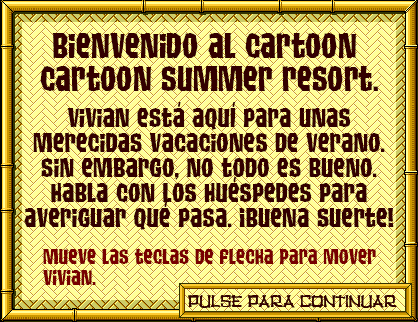 Bienvenido al Cartoon
Cartoon Summer Resort.
Vivian está aquí para unas
merecidas vacaciones de verano.
Sin embargo, no todo es bueno.
Habla con los huéspedes para
averiguar qué pasa. ¡Buena suerte!
Mueve las teclas de flecha para mover
Vivian.
PULSE PARA CONTINUAR